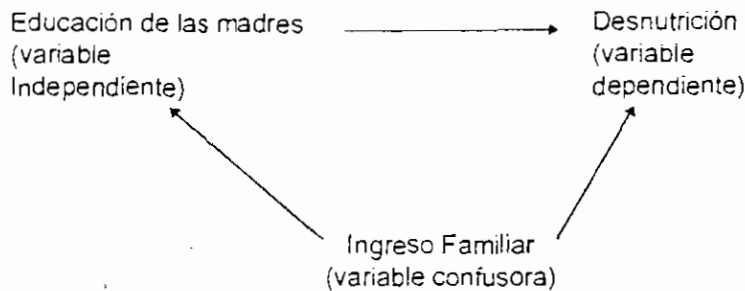 Educación de las madres
(variable
Independiente)
Desnutrición
(variable
dependiente)
Ingreso Familiar
(variable confusora)